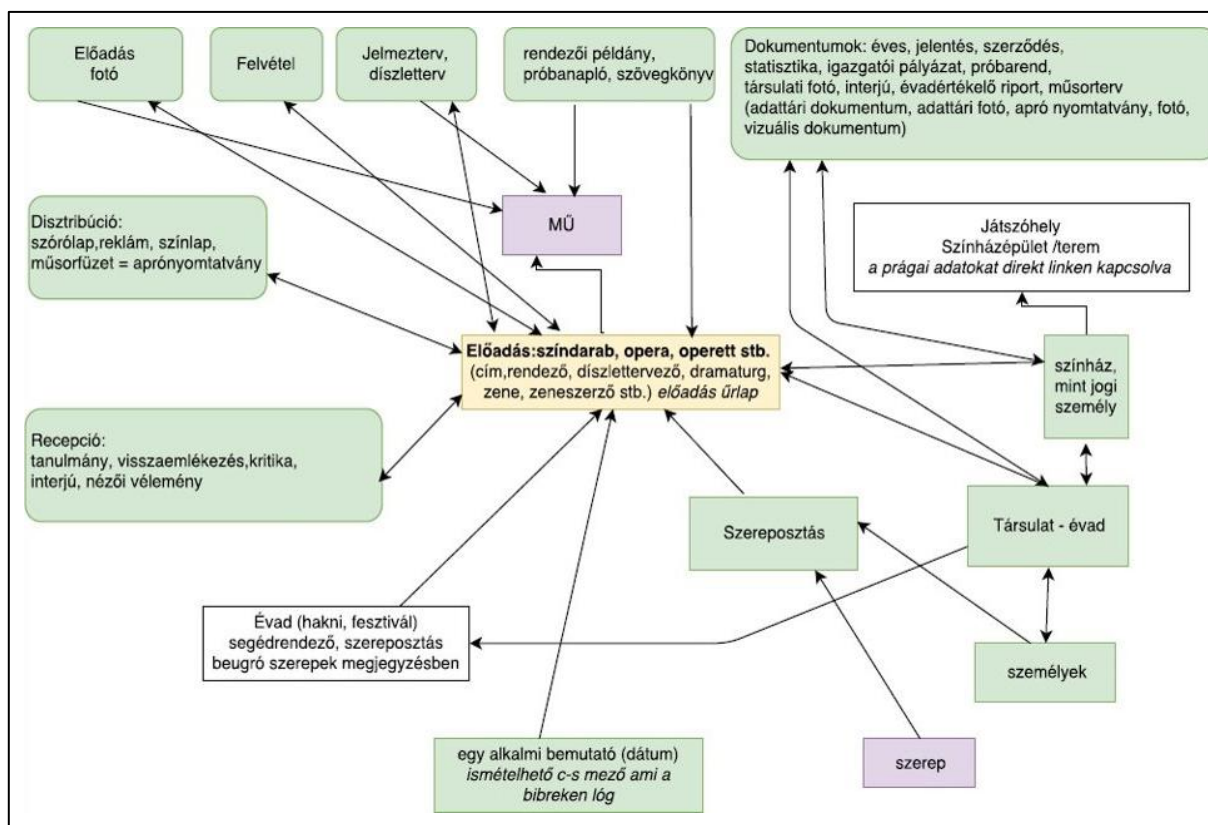 Előadás
fotó
Felvétel
Jelmezterv,
díszletterv
rendezői példány,
próbanapló, szövegkönyv
Dokumentumok: éves, jelentés, szerződés,
statisztika, igazgatói pályázat, próbarend,
társulati fotó, interjú, évadértékelő riport, műsorterv
(adattári dokumentum, adattári fotó, apró nyomtatvány, fotó,
vizuális dokumentum)
Disztribúció:
szórólap,reklám, színlap,
műsorfüzet = aprónyomtatvány
MŰ
Játszóhely
Színházépület /terem
a prágai adatokat direkt linken kapcsolva
Előadás:színdarab, opera, operett stb.
(cím,rendező, díszlettervező, dramaturg,
zene, zeneszerző stb.) előadás űrlap
színház,
mint jogi
személy
Recepció:
tanulmány, visszaemlékezés,kritika,
interjú, nézői vélemény
Szereposztás
Társulat - évad
Évad (hakni, fesztivál)
segédrendező, szereposztás
beugró szerepek megjegyzésben
személyek
egy alkalmi bemutató (dátum)
ismételhető c-s mező ami a
bibreken lóg
szerep